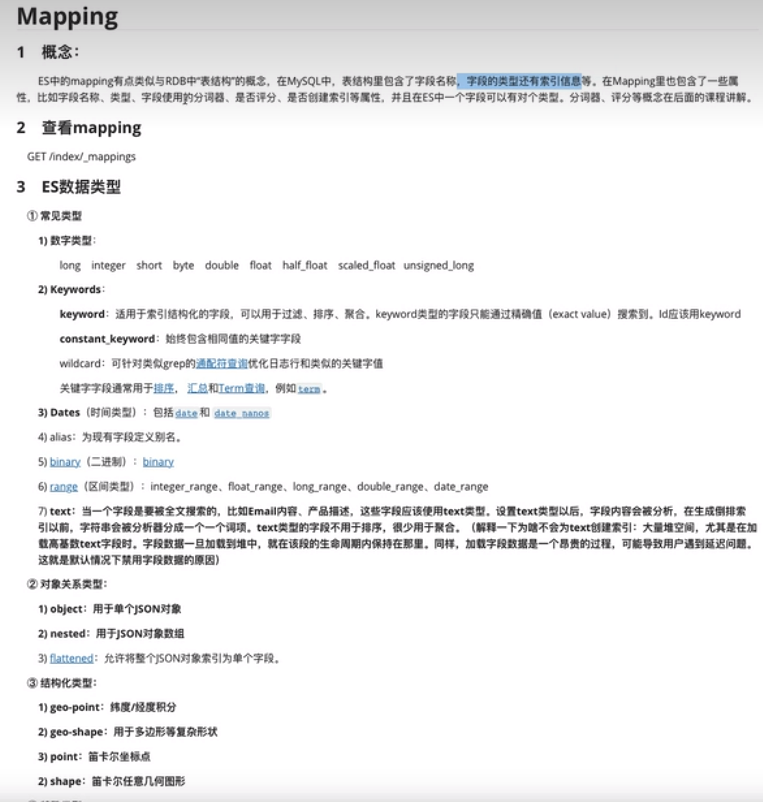 Mapping
1 概念：
ES中的mapping有点类似与RDB中“表结构”的概念，在MySQL中，表结构里包含了字段名称，字段的类型还有索引信息等。在Mapping里也包含了一些属
性，比如字段名称、类型、字段使用的分词器、是否评分、是否创建索引等属性，并且在ES中一个字段可以有对个类型。分词器、评分等概念在后面的课程讲解。
2 查看mapping
GET /index/_mappings
3 ES数据类型
① 常见类型
1) 数字类型：
long integer short byte double float half_float scaled_float unsigned_long
2) Keywords：
keyword：适用于索引结构化的字段，可以用于过滤、排序、聚合。keyword类型的字段只能通过精确值（exact value）搜索到。Id应该用keyword
constant_keyword：始终包含相同值的关键字字段
wildcard：可针对类似grep的通配符查询优化日志行和类似的关键字值
关键字字段通常用于排序， 汇总和Term查询，例如 term 。
3) Dates（时间类型）：包括 date 和 date_nanos
4) alias：为现有字段定义别名。
5) binary（二进制）：binary
6) range（区间类型）：integer_range、float_range、long_range、double_range、date_range
7) text：当一个字段是要被全文搜索的，比如Email内容、产品描述，这些字段应该使用text类型。设置text类型以后，字段内容会被分析，在生成倒排索
引以前，字符串会被分析器分成一个一个词项。text类型的字段不用于排序，很少用于聚合。（解释一下为啥不会为text创建索引：大量堆空间，尤其是在加
载高基数text字段时。字段数据一旦加载到堆中，就在该段的生命周期内保持在那里。同样，加载字段数据是一个昂贵的过程，可能导致用户遇到延迟问题。
这就是默认情况下禁用字段数据的原因）
② 对象关系类型：
1) object：用于单个JSON对象
2) nested：用于JSON对象数组
3) flattened：允许将整个JSON对象索引为单个字段。
③ 结构化类型：
1) geo-point：纬度/经度积分
2) geo-shape：用于多边形等复杂形状
3) point：笛卡尔坐标点
2) shape：笛卡尔任意几何图形